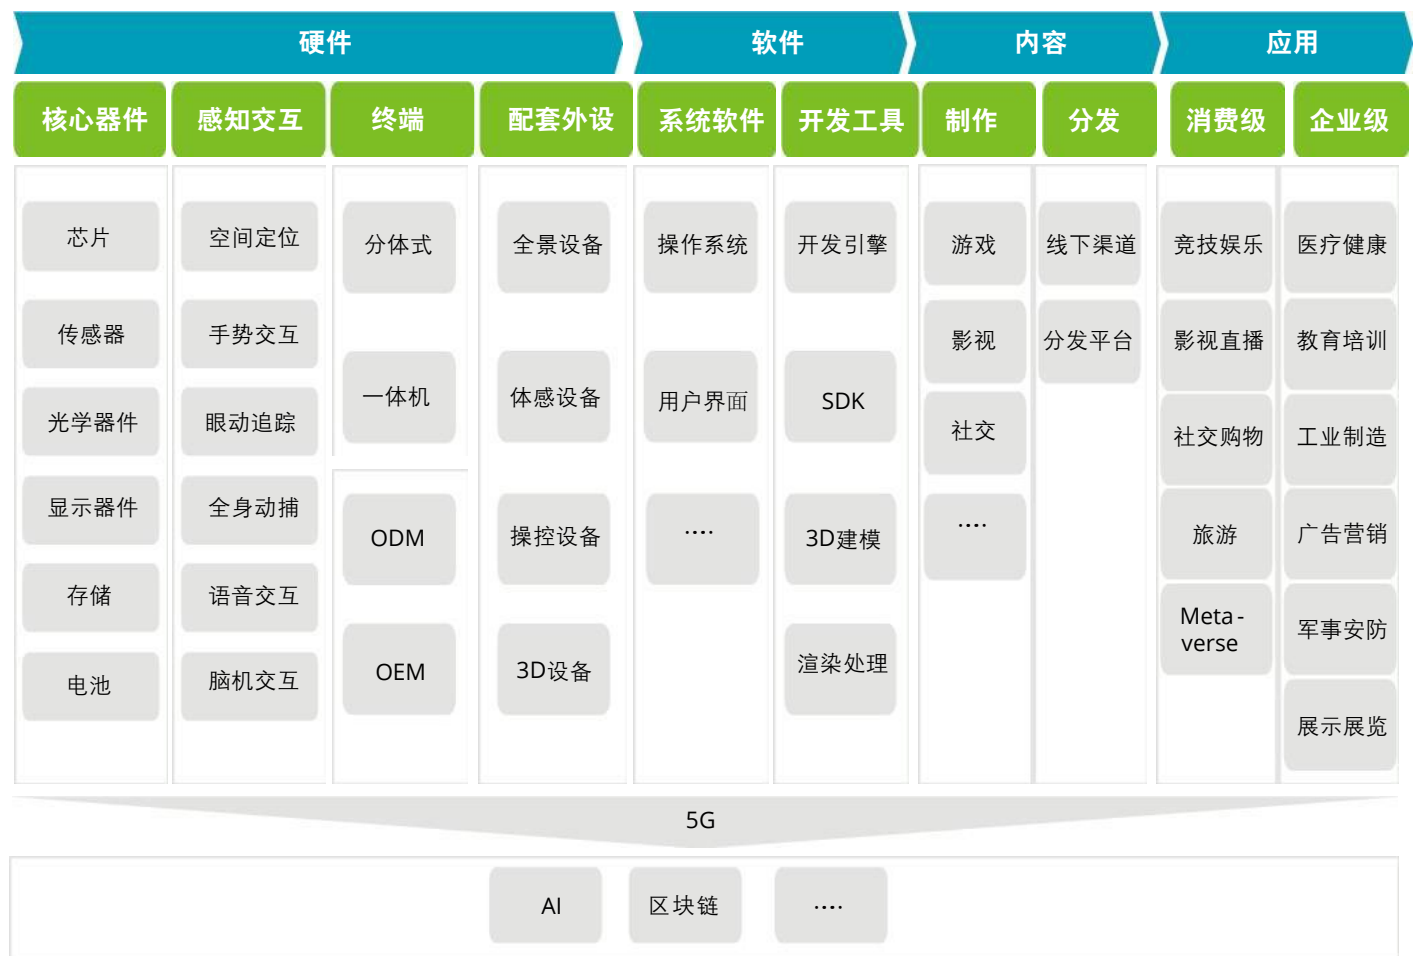 硬件
软件
内容
应用
核心器件
感知交互
终端
配套外设
系统软件
开发工具
制作
分发
消费级
企业级
芯片
传感器
光学器件
显示器件
存储
电池
空间定位
手势交互
眼动追踪
全身动捕
语音交互
脑机交互
分体式
一体机
ODM
OEM
全景设备
体感设备
操控设备
3D设备
操作系统
用户界面
....
开发引擎
SDK
3D建模
渲染处理
游戏
影视
社交
....
线下渠道
分发平台
竞技娱乐
影视直播
社交购物
旅游
Meta-
verse
医疗健康
教育培训
工业制造
广告营销
军事安防
展示展览
5G
AI
区块链
....